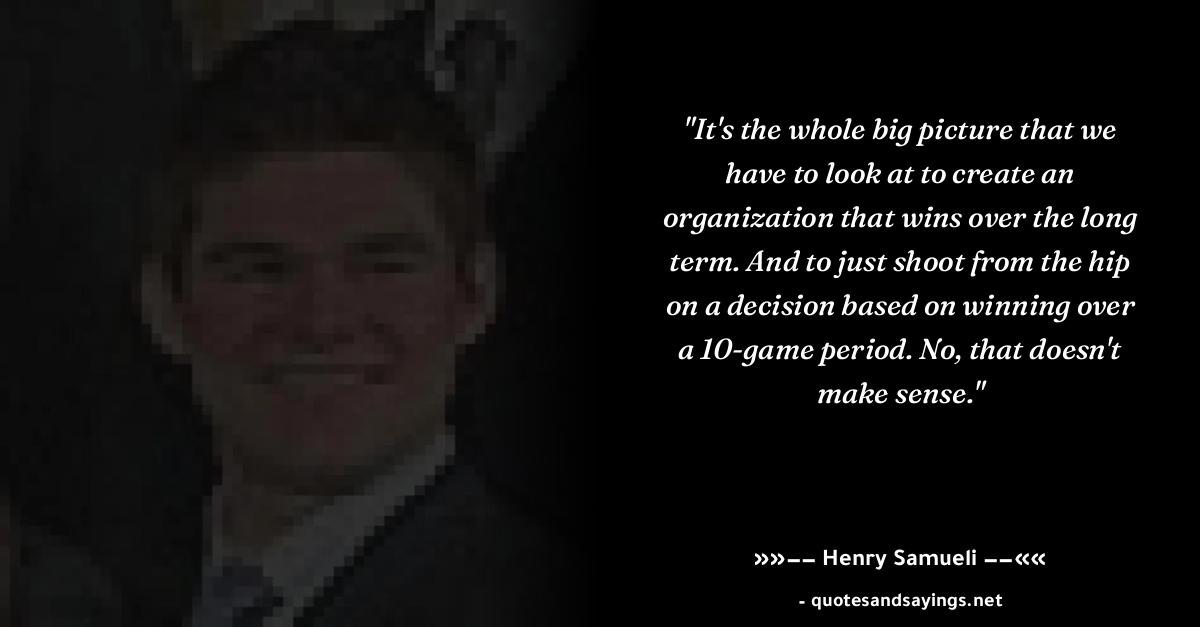 "It's the whole big picture that we
have to look at to create an
organization that wins over the long
term. And to just shoot from the hip
on a decision based on winning over
a 10-game period. No, that doesn't
make sense."
»»−− Henry Samueli −−««
- quotesandsayings.net